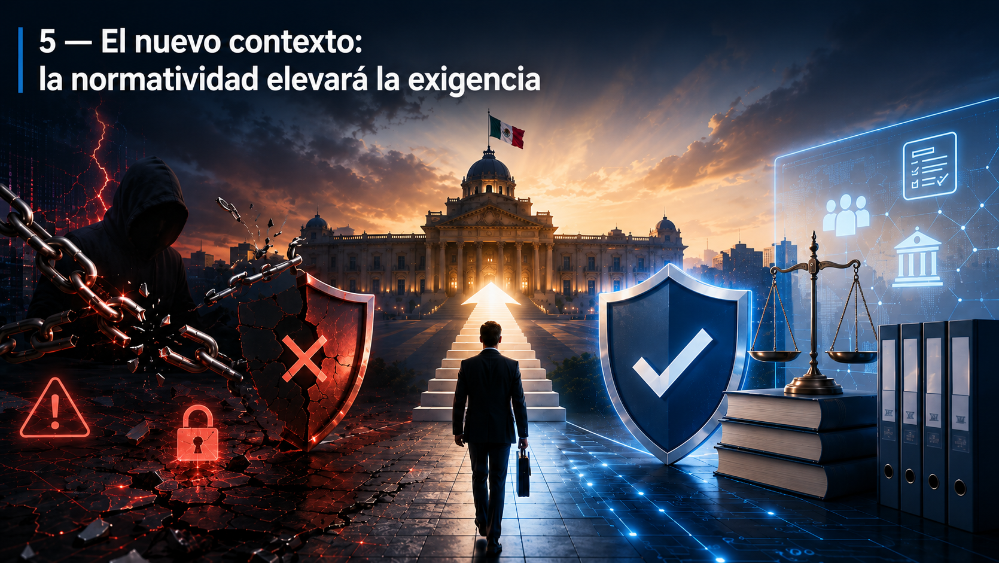 5 — El nuevo contexto:
la normatividad elevará la exigencia